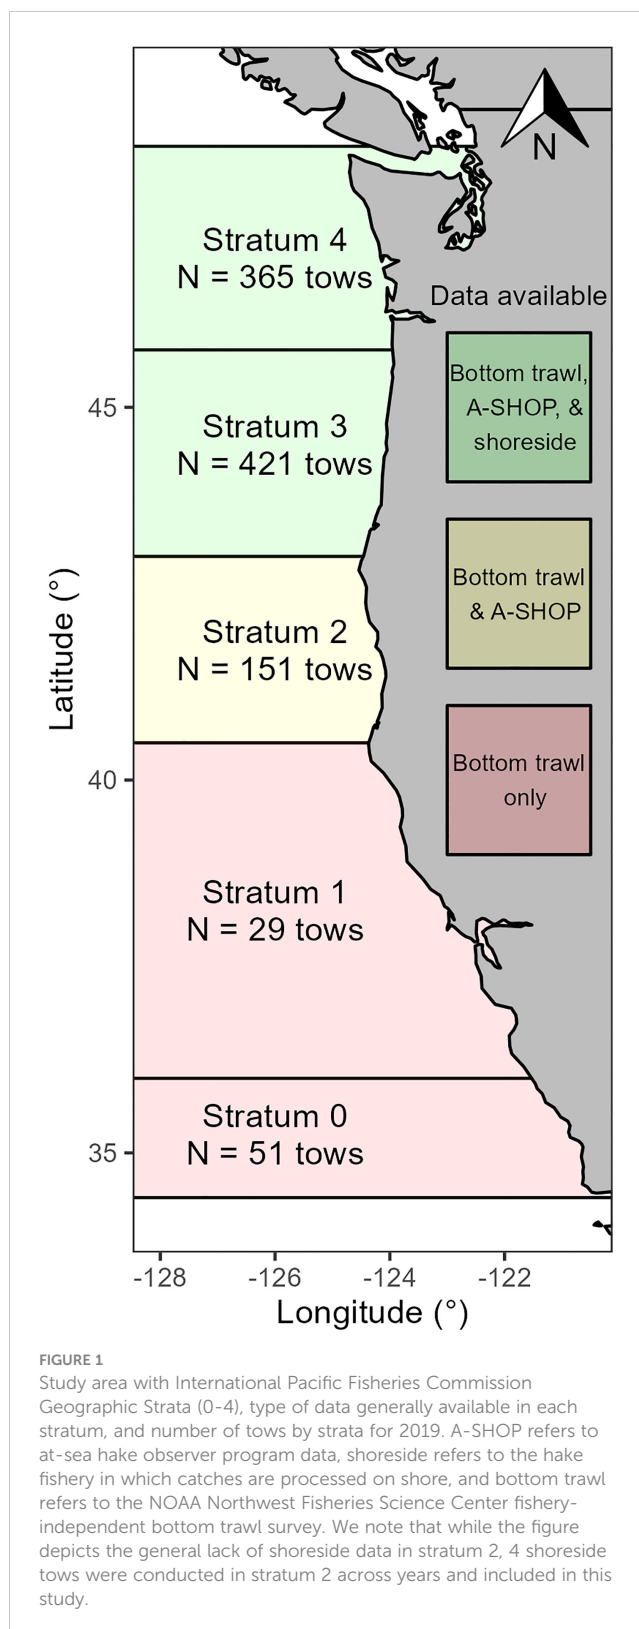 N
Stratum 4
N = 365 tows
Data available
Bottom trawl,
A-SHOP, &
shoreside
45
Stratum 3
N = 421 tows
Bottom trawl
& A-SHOP
Stratum 2
N = 151 tows
Latitude (°)
Bottom trawl
only
40
Stratum 1
N = 29 tows
Stratum 0
N = 51 tows
35
-128
-126
-124
-122
Longitude (°)
FIGURE 1
Study area with International Pacific Fisheries Commission
Geographic Strata (0-4), type of data generally available in each
stratum, and number of tows by strata for 2019. A-SHOP refers to
at-sea hake observer program data, shoreside refers to the hake
fishery in which catches are processed on shore, and bottom trawl
refers to the NOAA Northwest Fisheries Science Center fishery-
independent bottom trawl survey. We note that while the figure
depicts the general lack of shoreside data in stratum 2, 4 shoreside
tows were conducted in stratum 2 across years and included in this
study.